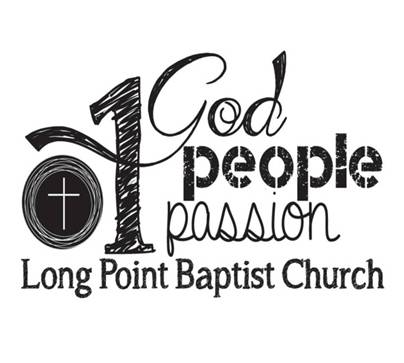 1 God
people
passion
Long Point Baptist Church